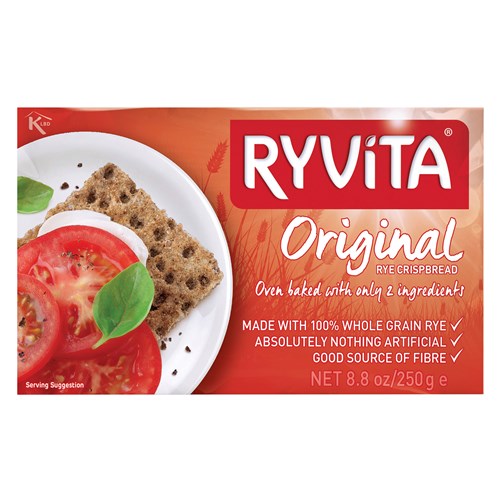 K LBD
RYVITA®
Original
RYE CRISPBREAD
Oven baked with only 2 ingredients
MADE WITH 100% WHOLE GRAIN RYE ✓
ABSOLUTELY NOTHING ARTIFICIAL ✓
GOOD SOURCE OF FIBRE ✓
NET 8.8 oz/250g e
Serving Suggestion